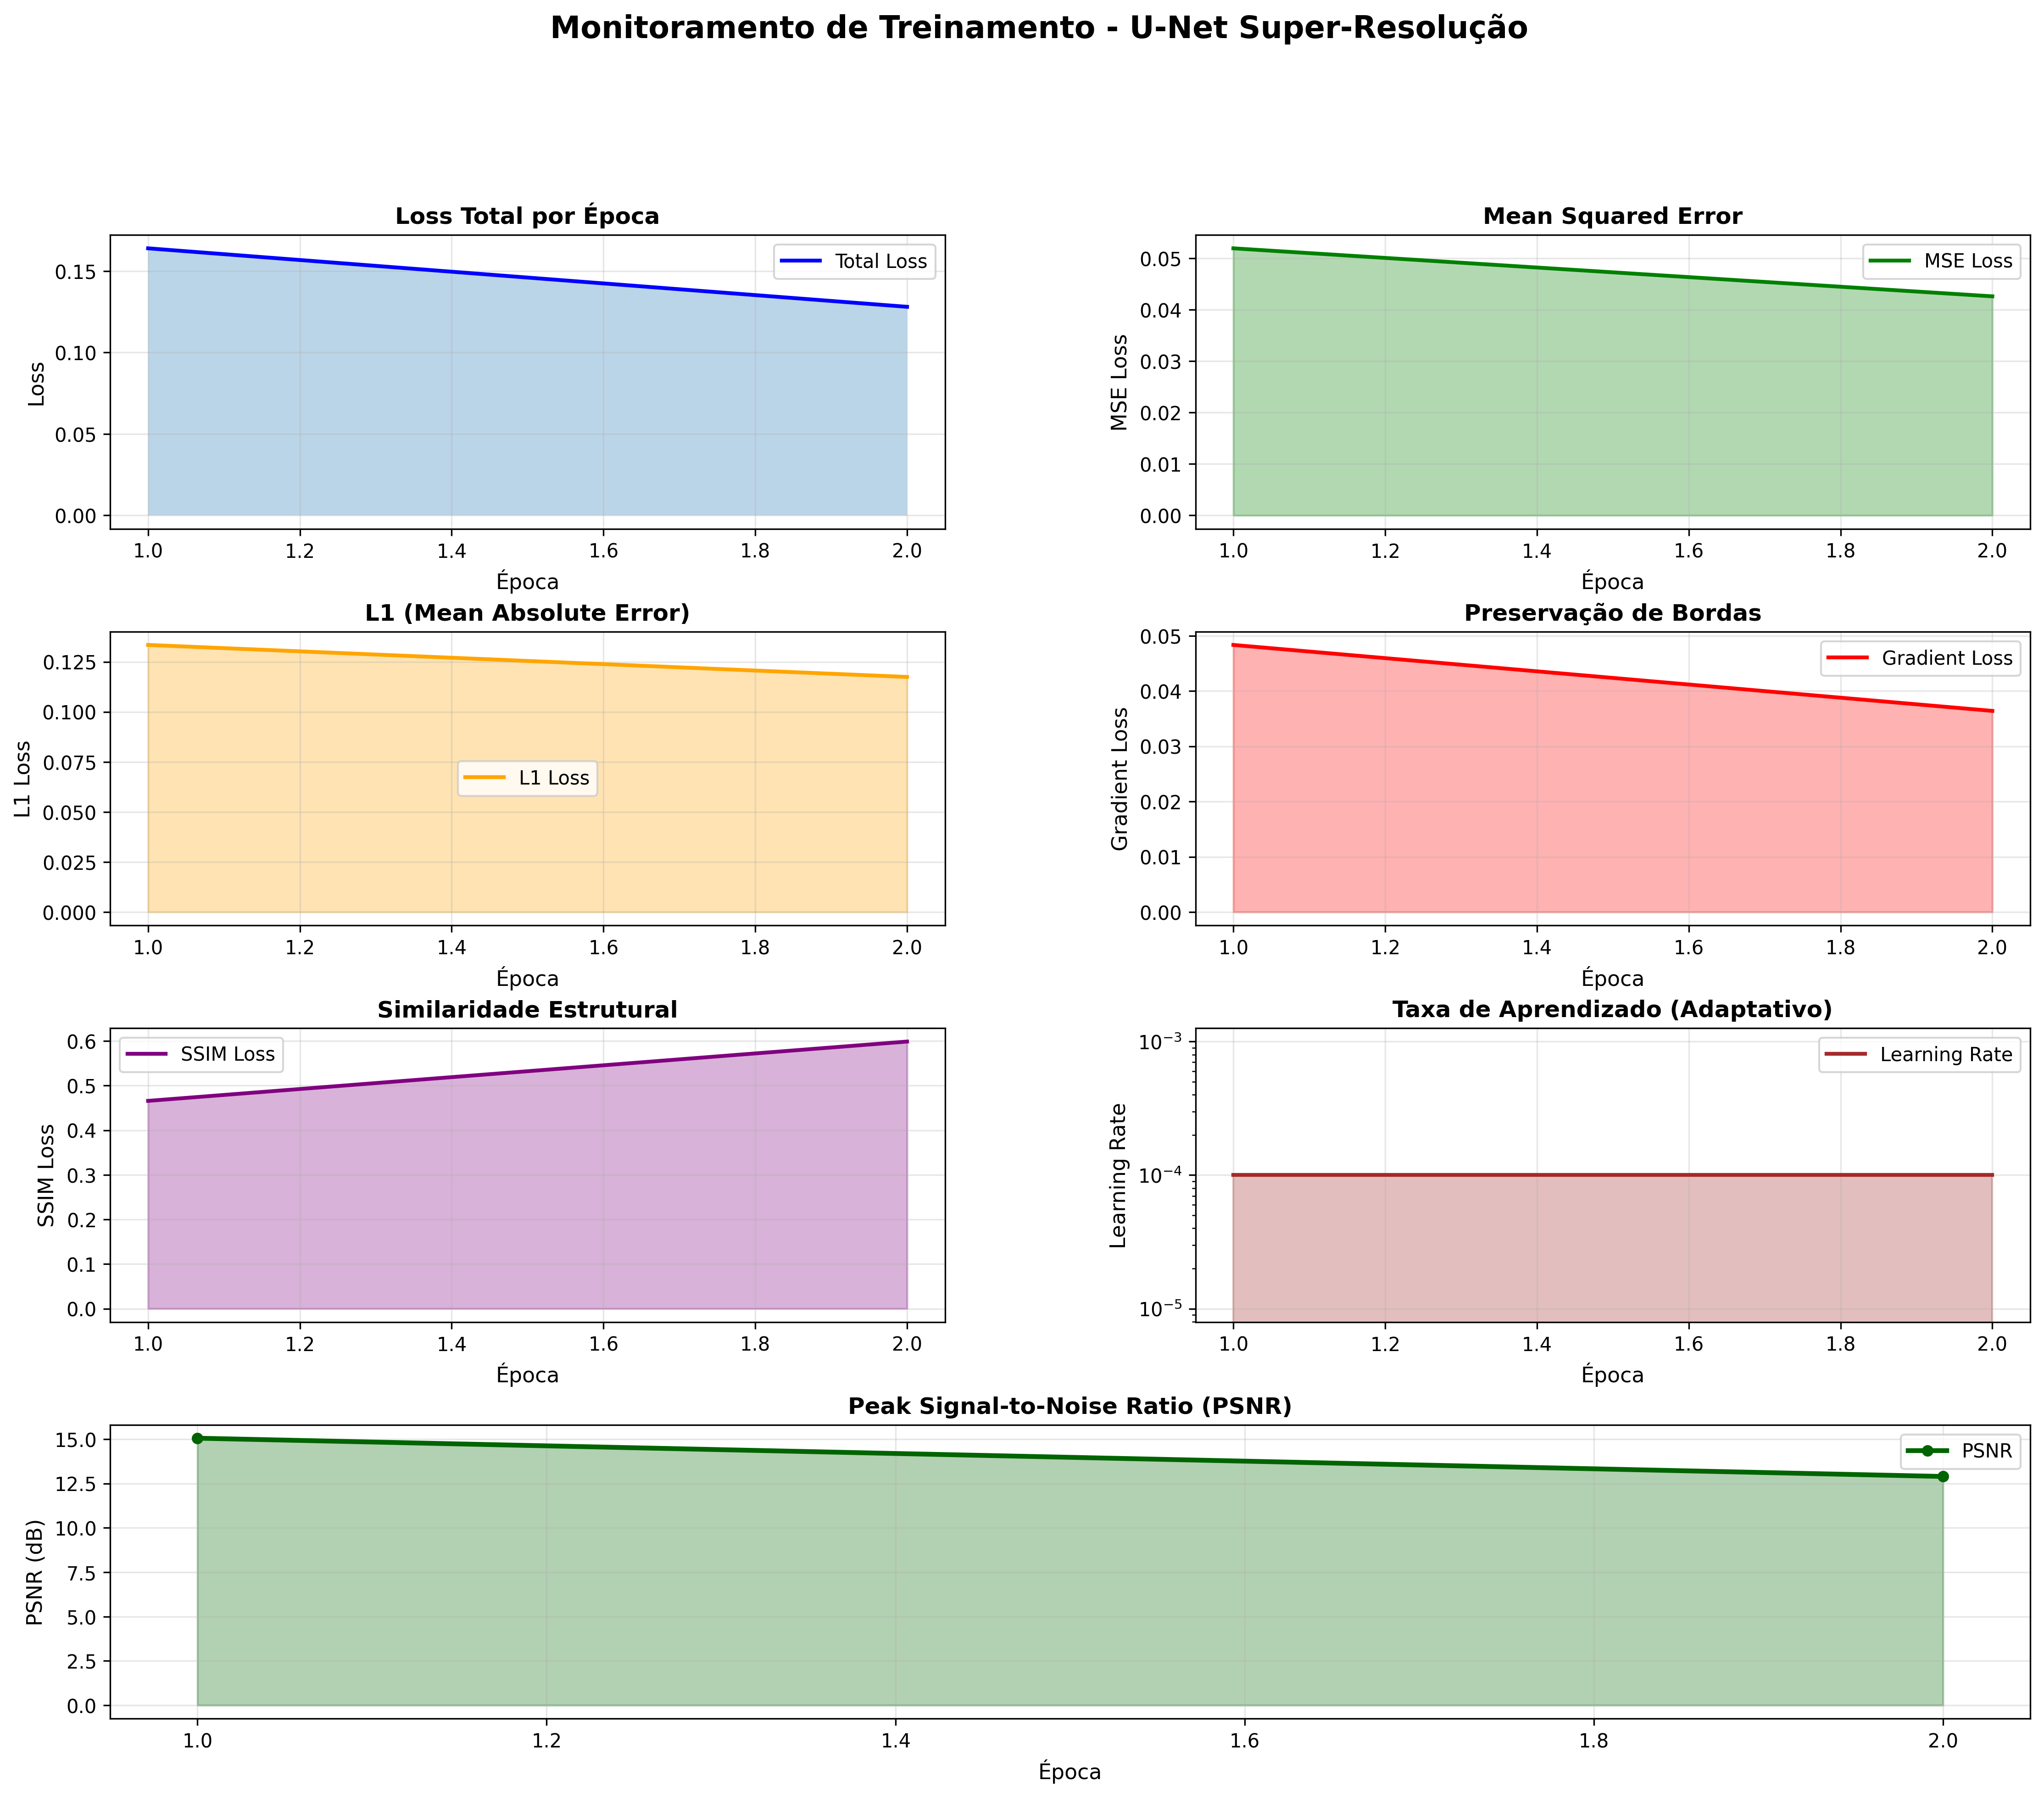 Monitoramento de Treinamento - U-Net Super-Resolução
Loss Total por Época
Loss
0.15
0.10
0.05
0.00
Total Loss
1.0 1.2 1.4 1.6 1.8 2.0
Época
Mean Squared Error
MSE Loss
0.05
0.04
0.03
0.02
0.01
0.00
MSE Loss
1.0 1.2 1.4 1.6 1.8 2.0
Época
L1 (Mean Absolute Error)
L1 Loss
0.125
0.100
0.075
0.050
0.025
0.000
L1 Loss
1.0 1.2 1.4 1.6 1.8 2.0
Época
Preservação de Bordas
Gradient Loss
0.05
0.04
0.03
0.02
0.01
0.00
Gradient Loss
1.0 1.2 1.4 1.6 1.8 2.0
Época
Similaridade Estrutural
SSIM Loss
0.6
0.5
0.4
0.3
0.2
0.1
0.0
SSIM Loss
1.0 1.2 1.4 1.6 1.8 2.0
Época
Taxa de Aprendizado (Adaptativo)
Learning Rate
10⁻³
10⁻⁴
10⁻⁵
Learning Rate
1.0 1.2 1.4 1.6 1.8 2.0
Época
Peak Signal-to-Noise Ratio (PSNR)
PSNR (dB)
15.0
12.5
10.0
7.5
5.0
2.5
0.0
PSNR
1.0 1.2 1.4 1.6 1.8 2.0
Época